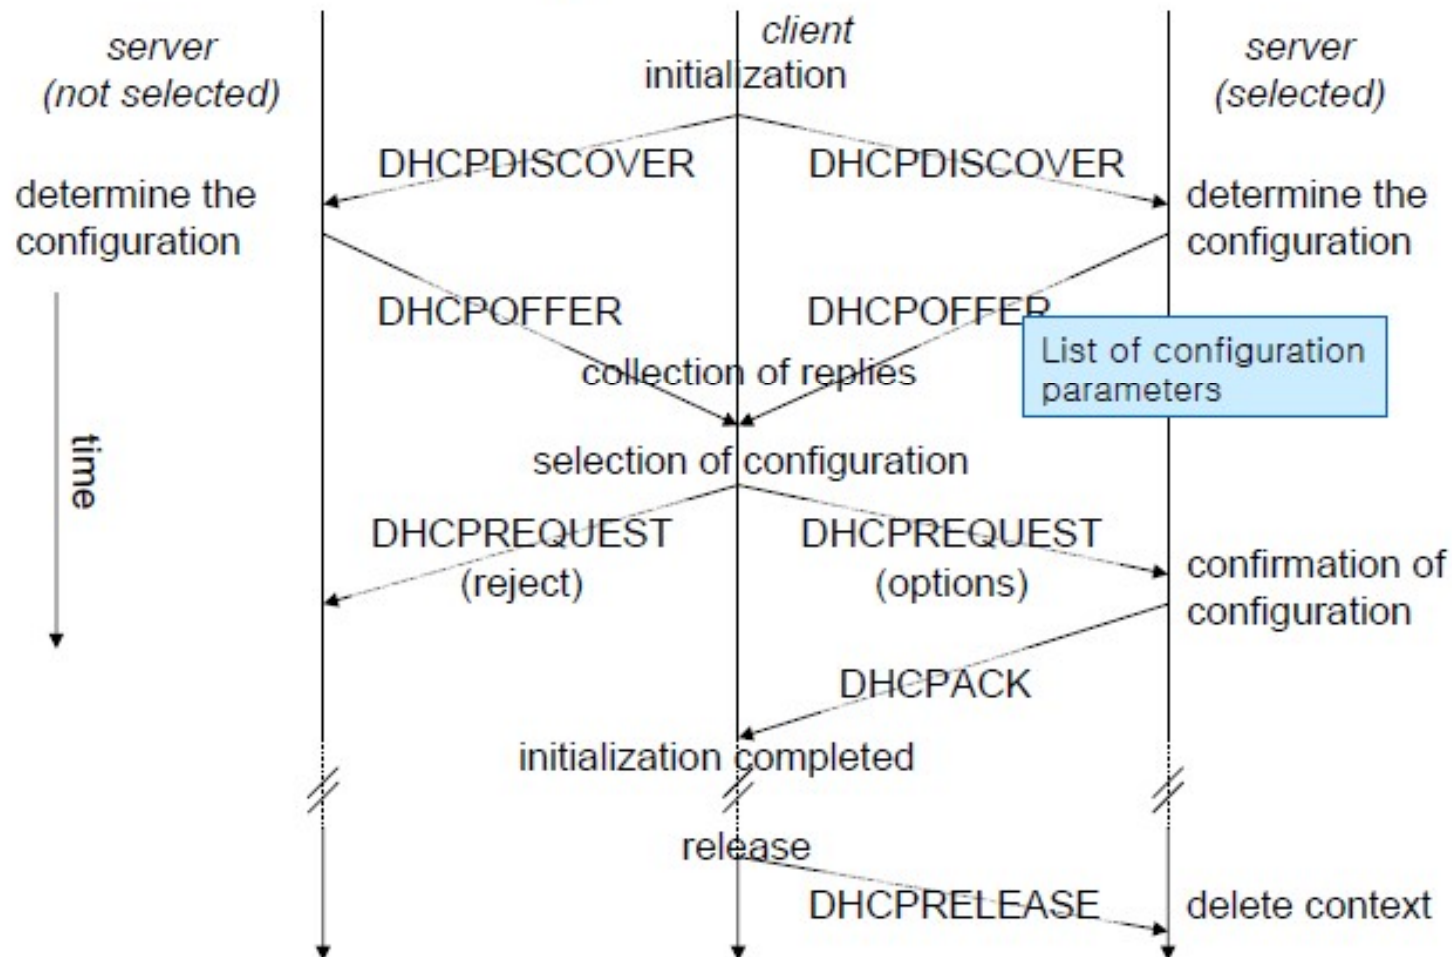 server
(not selected)
client
initialization
server
(selected)
DHCPDISCOVER
DHCPDISCOVER
determine the
configuration
determine the
configuration
DHCPOFFER
DHCPOFFER
List of configuration
parameters
collection of replies
time
selection of configuration
DHCPREQUEST
(reject)
DHCPREQUEST
(options)
confirmation of
configuration
DHCPACK
initialization completed
release
DHCPRELEASE
delete context